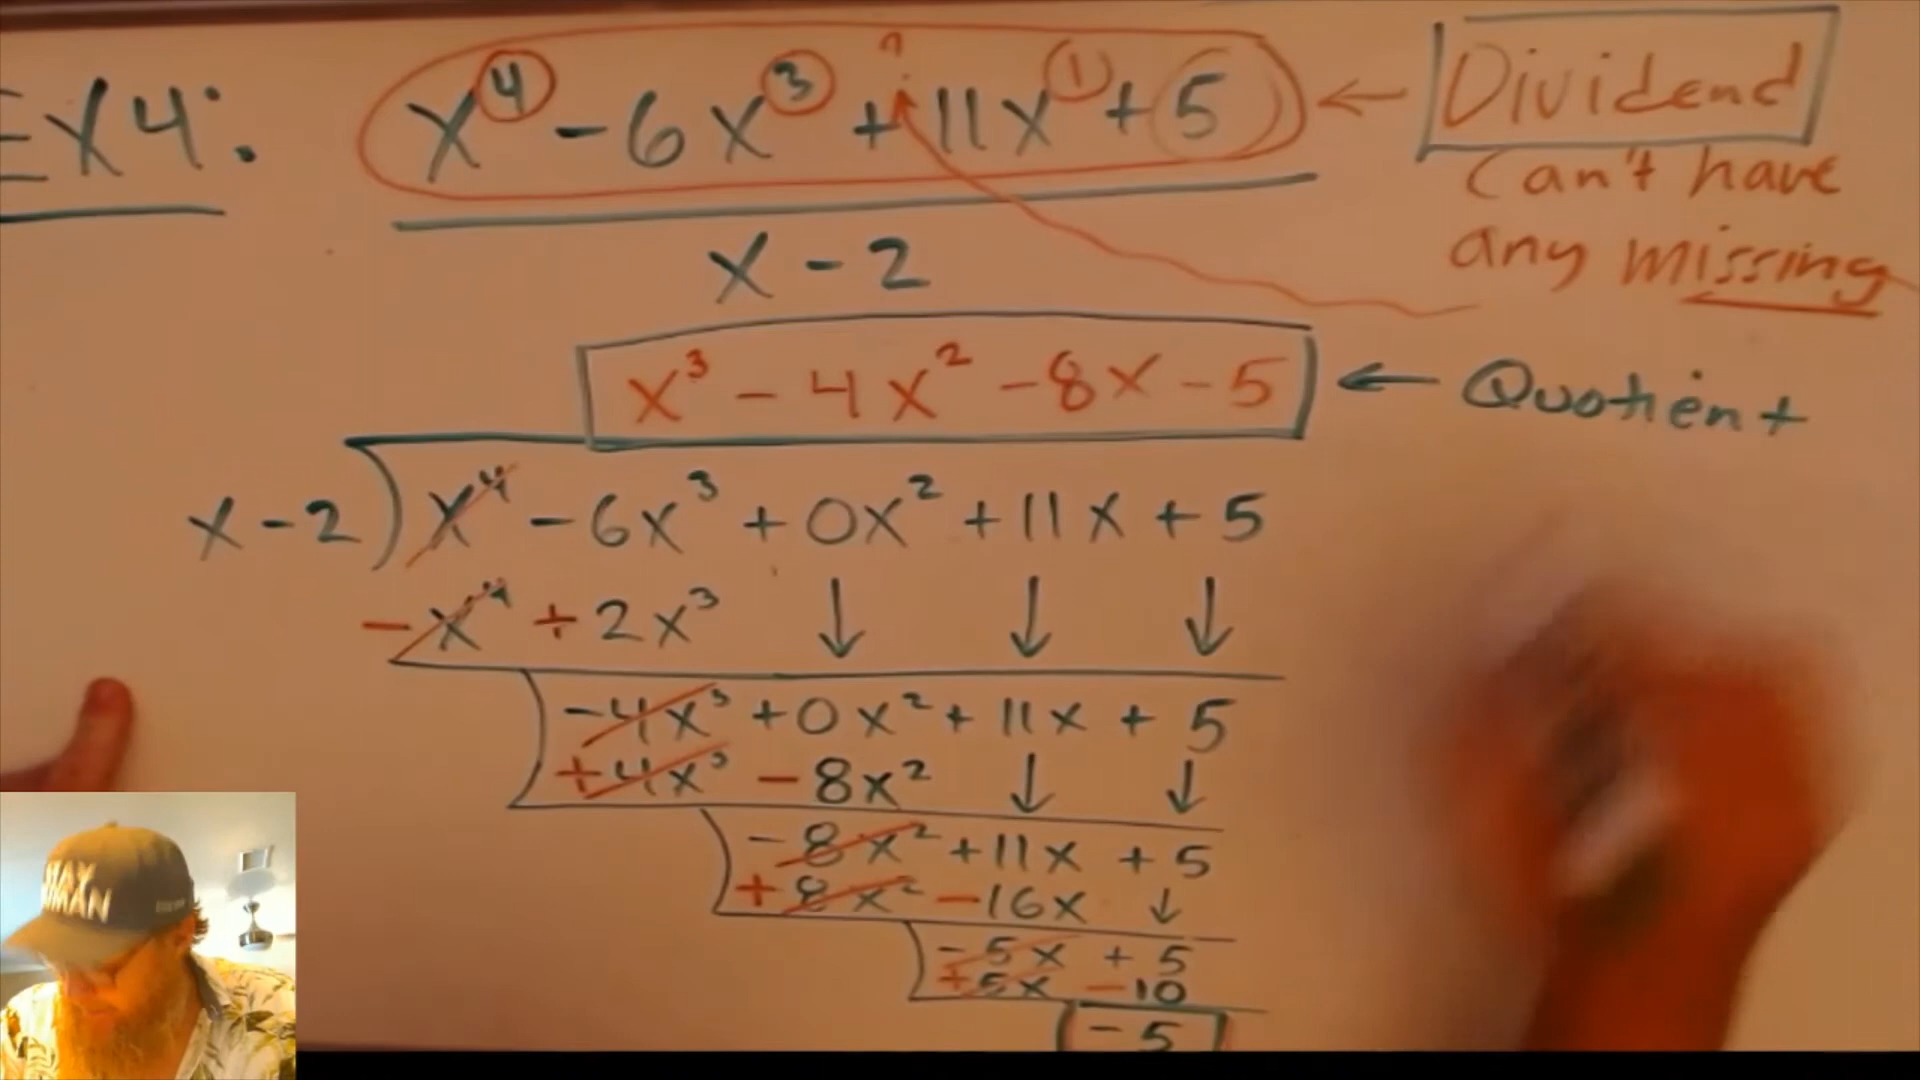 EX4: x⁴ - 6x³ + 11x¹ + 5 ← Dividend
x - 2
Can't have
any missing
x³ - 4x² - 8x - 5 ← Quotient
x - 2 ) x⁴ - 6x³ + 0x² + 11x + 5
- x⁴ + 2x³ ↓ ↓ ↓
-4x³ + 0x² + 11x + 5
+4x³ - 8x² ↓ ↓
-8x² + 11x + 5
+8x² - 16x ↓
-5x + 5
+5x - 10
-5